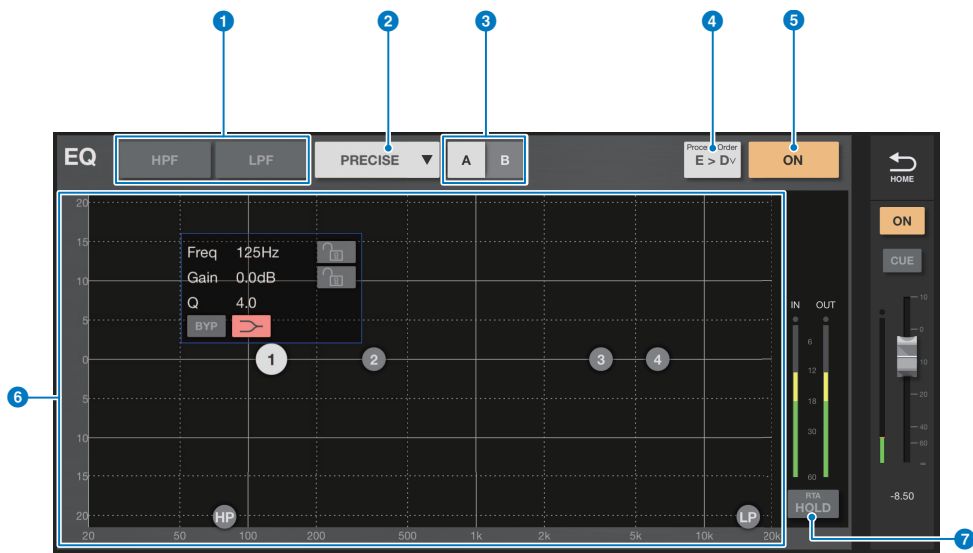 1 2 3 4 5
EQ HPF LPF PRECISE ▼ A B Process Order ON
E > D
HOME
20
15
Freq 125Hz
Gain 0.0dB
Q 4.0
BYP
10
5
0
5
10
15
20
1 2 3 4
HP LP
20 50 100 200 500 1k 2k 5k 10k 20k
6
IN OUT
6
12
18
30
60
RTA
HOLD
7
ON
CUE
10
0
10
20
40
60
∞
-8.50